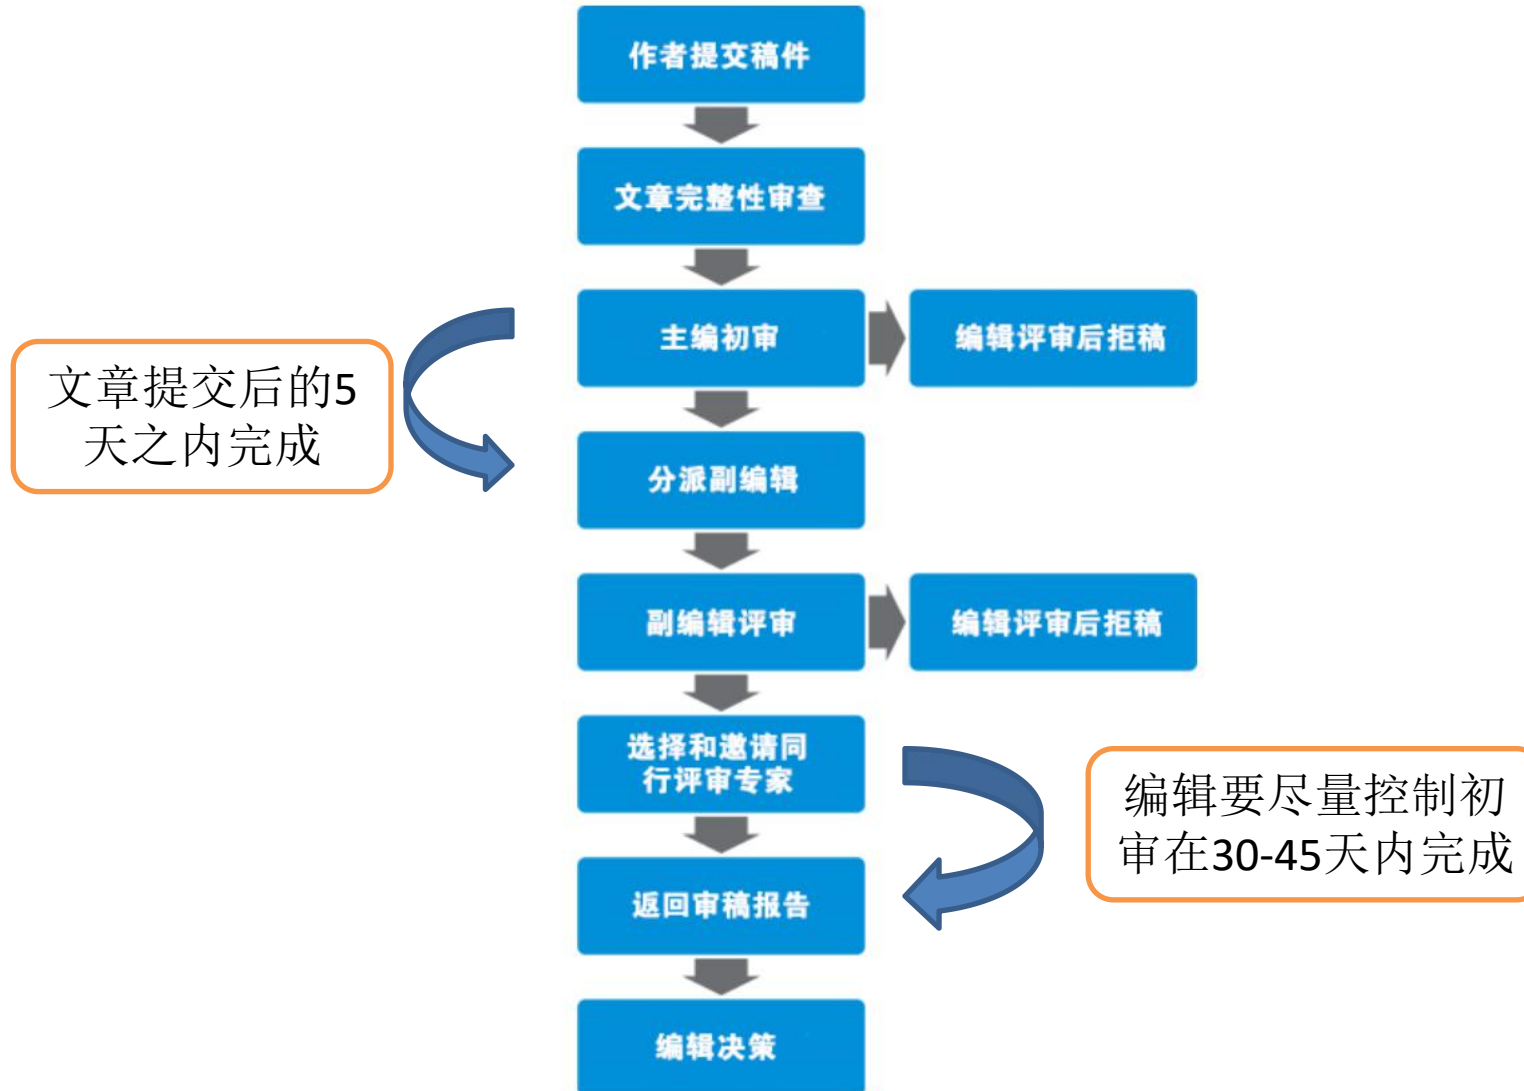 作者提交稿件
文章完整性审查
主编初审
编辑评审后拒稿
文章提交后的5
天之内完成
分派副编辑
副编辑评审
编辑评审后拒稿
选择和邀请同
行评审专家
编辑要尽量控制初
审在30-45天内完成
返回审稿报告
编辑决策